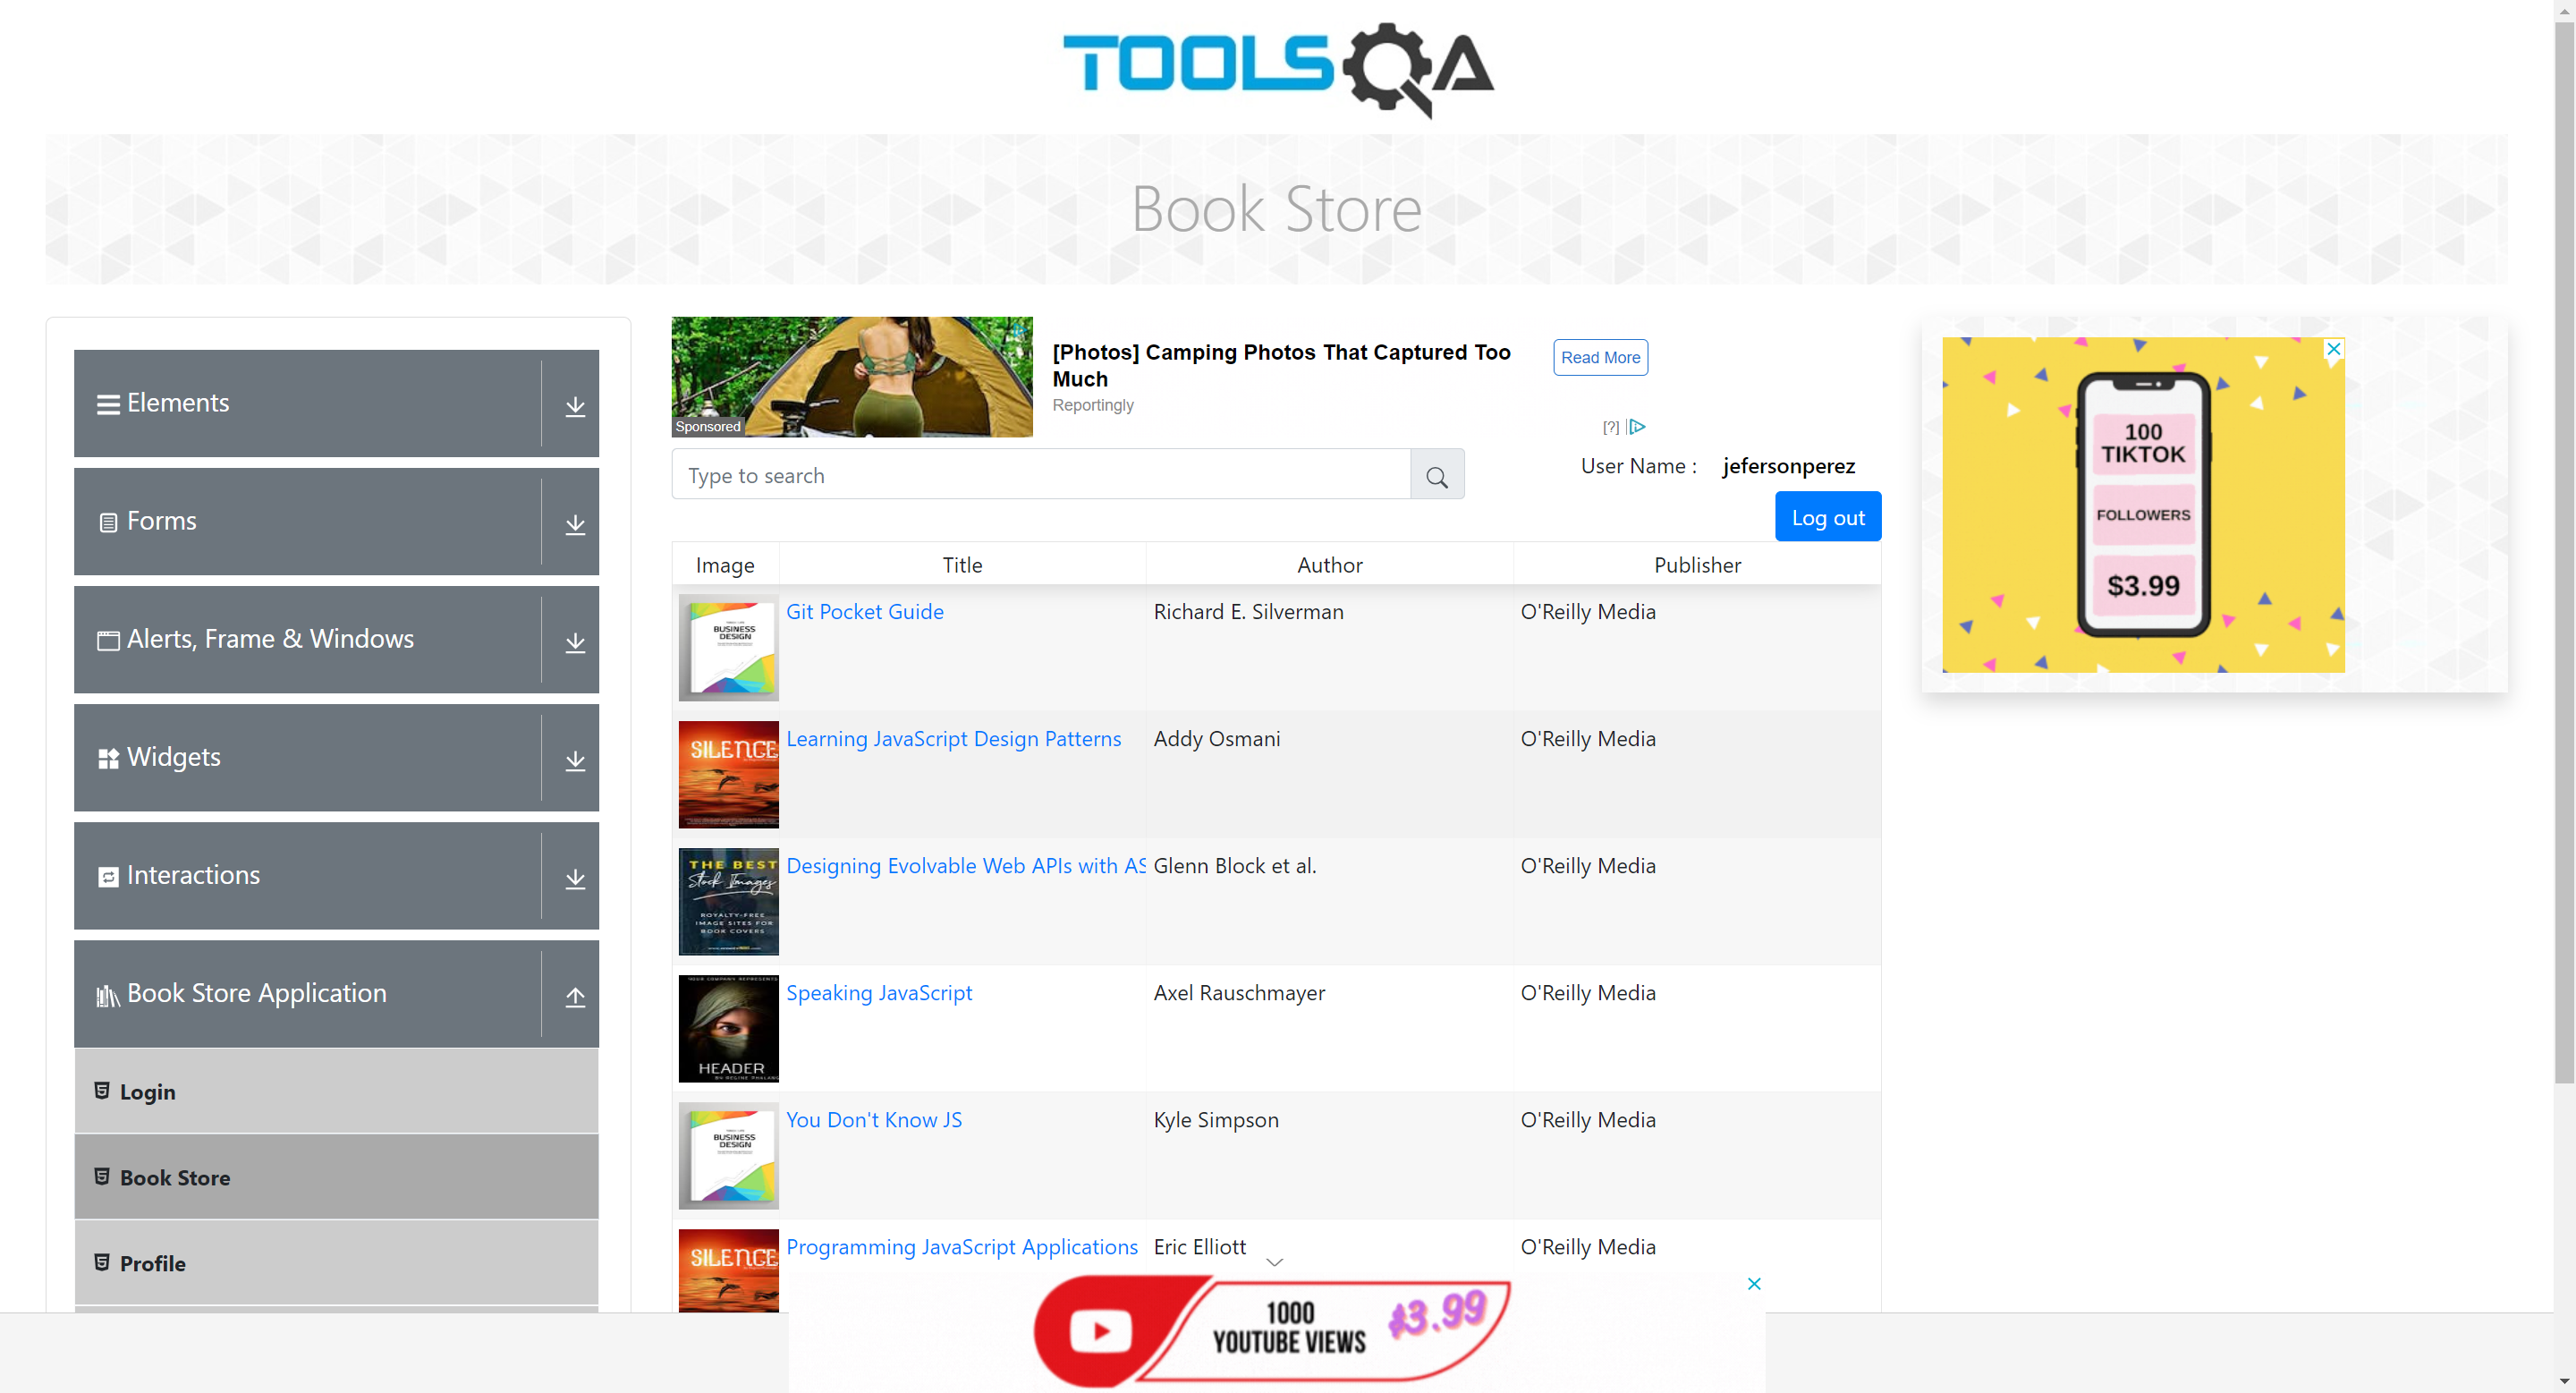 TOOLSQA
Book Store
Elements
Forms
Alerts, Frame & Windows
Widgets
Interactions
Book Store Application
Login
Book Store
Profile
Sponsored
[Photos] Camping Photos That Captured Too
Much
Reportingly
Read More
[?]
Type to search
User Name : jefersonperez
Log out
Image Title Author Publisher
BUSINESS
DESIGN
Git Pocket Guide Richard E. Silverman O'Reilly Media
SILENCE
Learning JavaScript Design Patterns Addy Osmani O'Reilly Media
THE BEST
Stock Images
ROYALTY-FREE
IMAGE SITES FOR
BOOK COVERS
Designing Evolvable Web APIs with AS Glenn Block et al. O'Reilly Media
YOUR COMPANY REPRESENTS
HEADER
Speaking JavaScript Axel Rauschmayer O'Reilly Media
BUSINESS
DESIGN
You Don't Know JS Kyle Simpson O'Reilly Media
SILENCE
Programming JavaScript Applications Eric Elliott O'Reilly Media
100
TIKTOK
FOLLOWERS
$3.99
1000
YOUTUBE VIEWS
$3.99